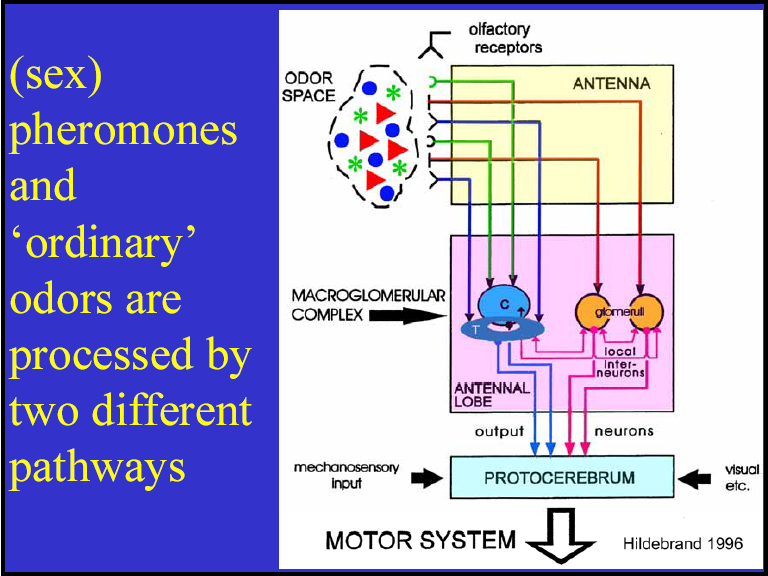 (sex)
pheromones
and
‘ordinary’
odors are
processed by
two different
pathways
olfactory
receptors
ODOR
SPACE
ANTENNA
MACROGLOMERULAR
COMPLEX
C
T
glomeruli
local
inter-
neurons
ANTENNAL
LOBE
output neurons
mechanosensory
input
PROTOCEREBRUM
visual
etc.
MOTOR SYSTEM
Hildebrand 1996